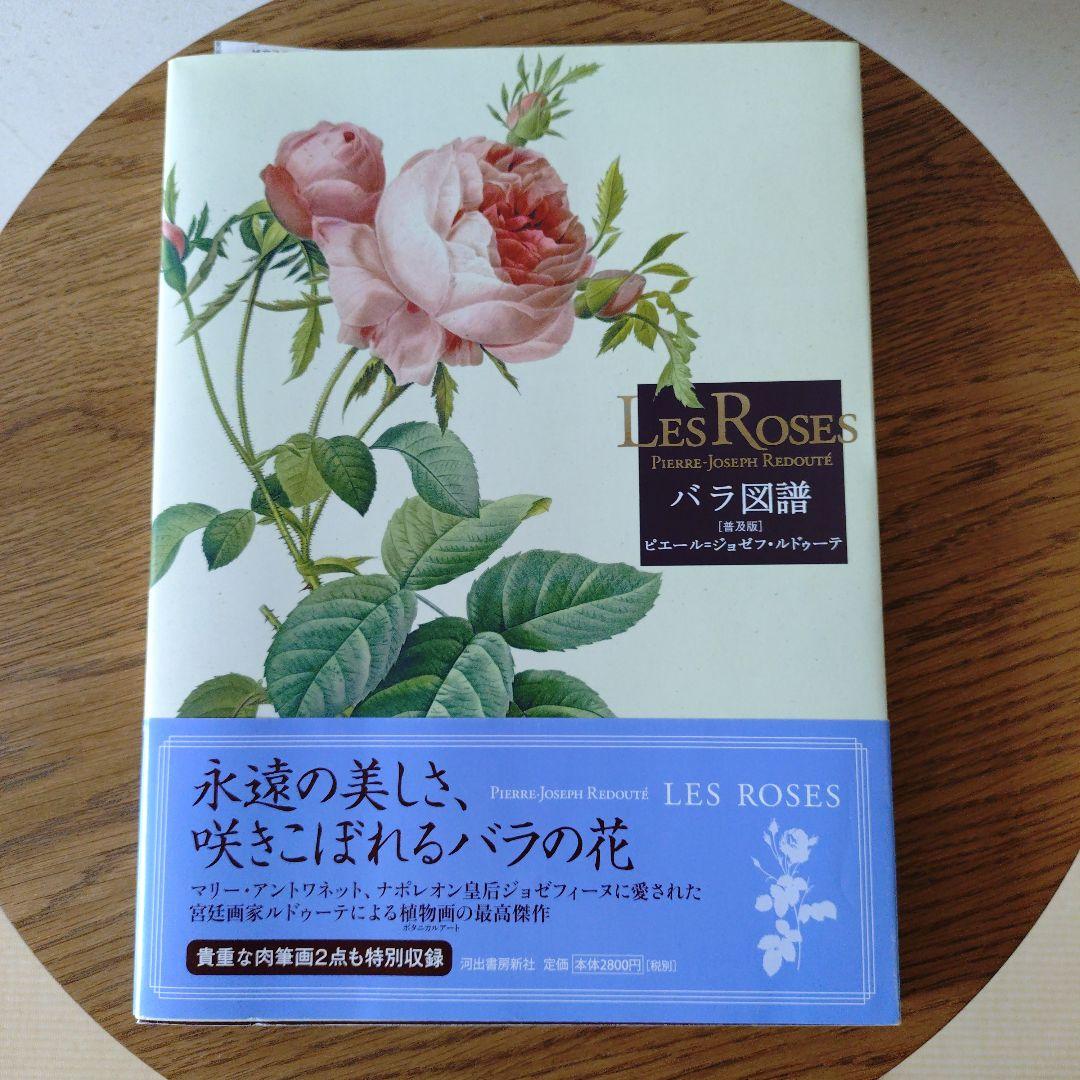 LES ROSES
PIERRE-JOSEPH REDOUTÉ
バラ図譜
[普及版]
ピエール=ジョゼフ・ルドゥーテ
永遠の美しさ、
咲きこぼれるバラの花
PIERRE-JOSEPH REDOUTÉ LES ROSES
マリー・アントワネット、ナポレオン皇后ジョゼフィーヌに愛された
宮廷画家ルドゥーテによる植物画の最高傑作
ボタニカルアート
貴重な肉筆画2点も特別収録
河出書房新社 定価 本体2800円 [税別]